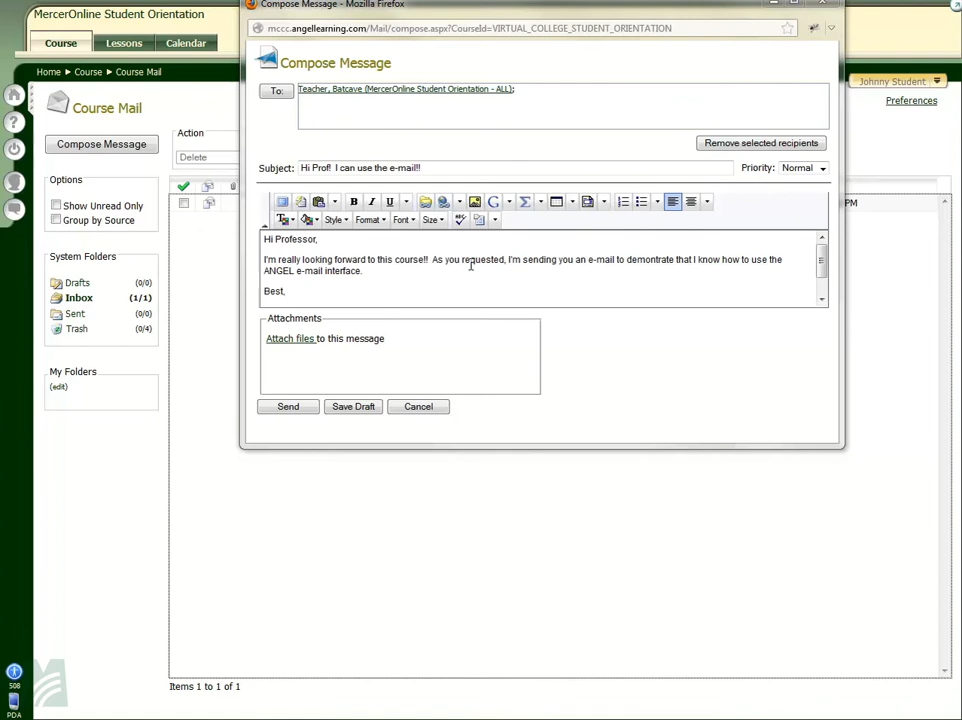 MercerOnline Student Orientation
Course
Lessons
Calendar
Home ▸ Course ▸ Course Mail
Course Mail
Compose Message
Action
Delete
Options
Show Unread Only
Group by Source
System Folders
Drafts (0/0)
Inbox (1/1)
Sent (0/0)
Trash (0/4)
My Folders
(edit)
Compose Message - Mozilla Firefox
mccc.angellearning.com/Mail/compose.aspx?CourseId=VIRTUAL_COLLEGE_STUDENT_ORIENTATION
Compose Message
To:
Teacher, Batcave (MercerOnline Student Orientation - ALL);
Remove selected recipients
Subject: Hi Prof! I can use the e-mail!!
Priority: Normal
B I U
Style Format Font Size
Hi Professor,
I'm really looking forward to this course!! As you requested, I'm sending you an e-mail to demontrate that I know how to use the
ANGEL e-mail interface.
Best,
Attachments
Attach files to this message
Send
Save Draft
Cancel
Johnny Student
Preferences
PM
Items 1 to 1 of 1
508
PDA